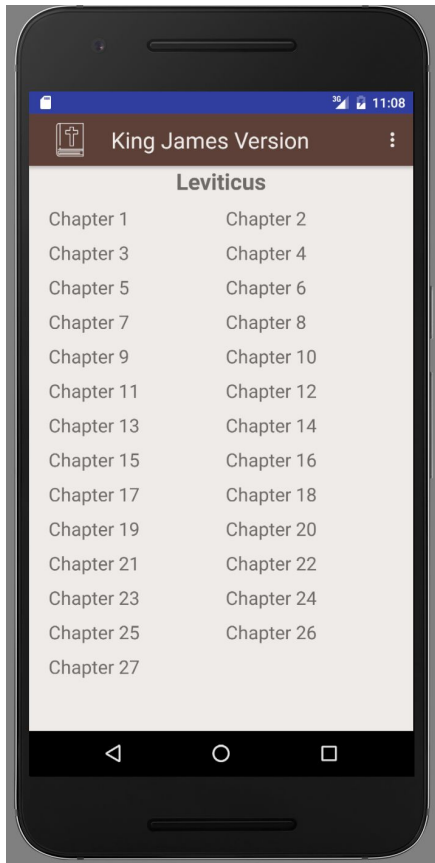 3G 11:08
King James Version
Leviticus
Chapter 1 Chapter 2
Chapter 3 Chapter 4
Chapter 5 Chapter 6
Chapter 7 Chapter 8
Chapter 9 Chapter 10
Chapter 11 Chapter 12
Chapter 13 Chapter 14
Chapter 15 Chapter 16
Chapter 17 Chapter 18
Chapter 19 Chapter 20
Chapter 21 Chapter 22
Chapter 23 Chapter 24
Chapter 25 Chapter 26
Chapter 27